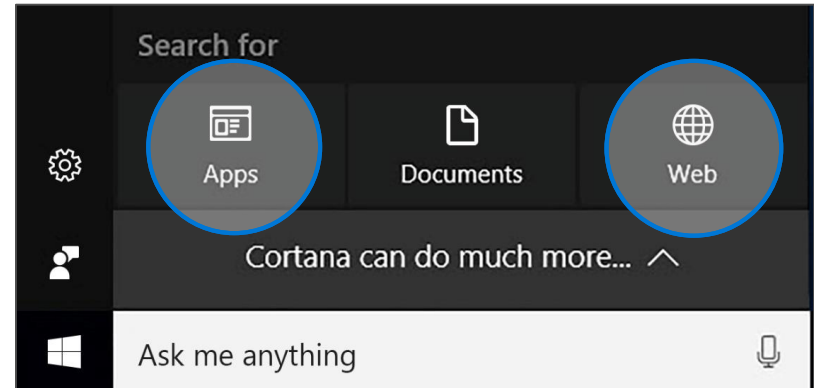 Search for
Apps Documents Web
Cortana can do much more...
Ask me anything